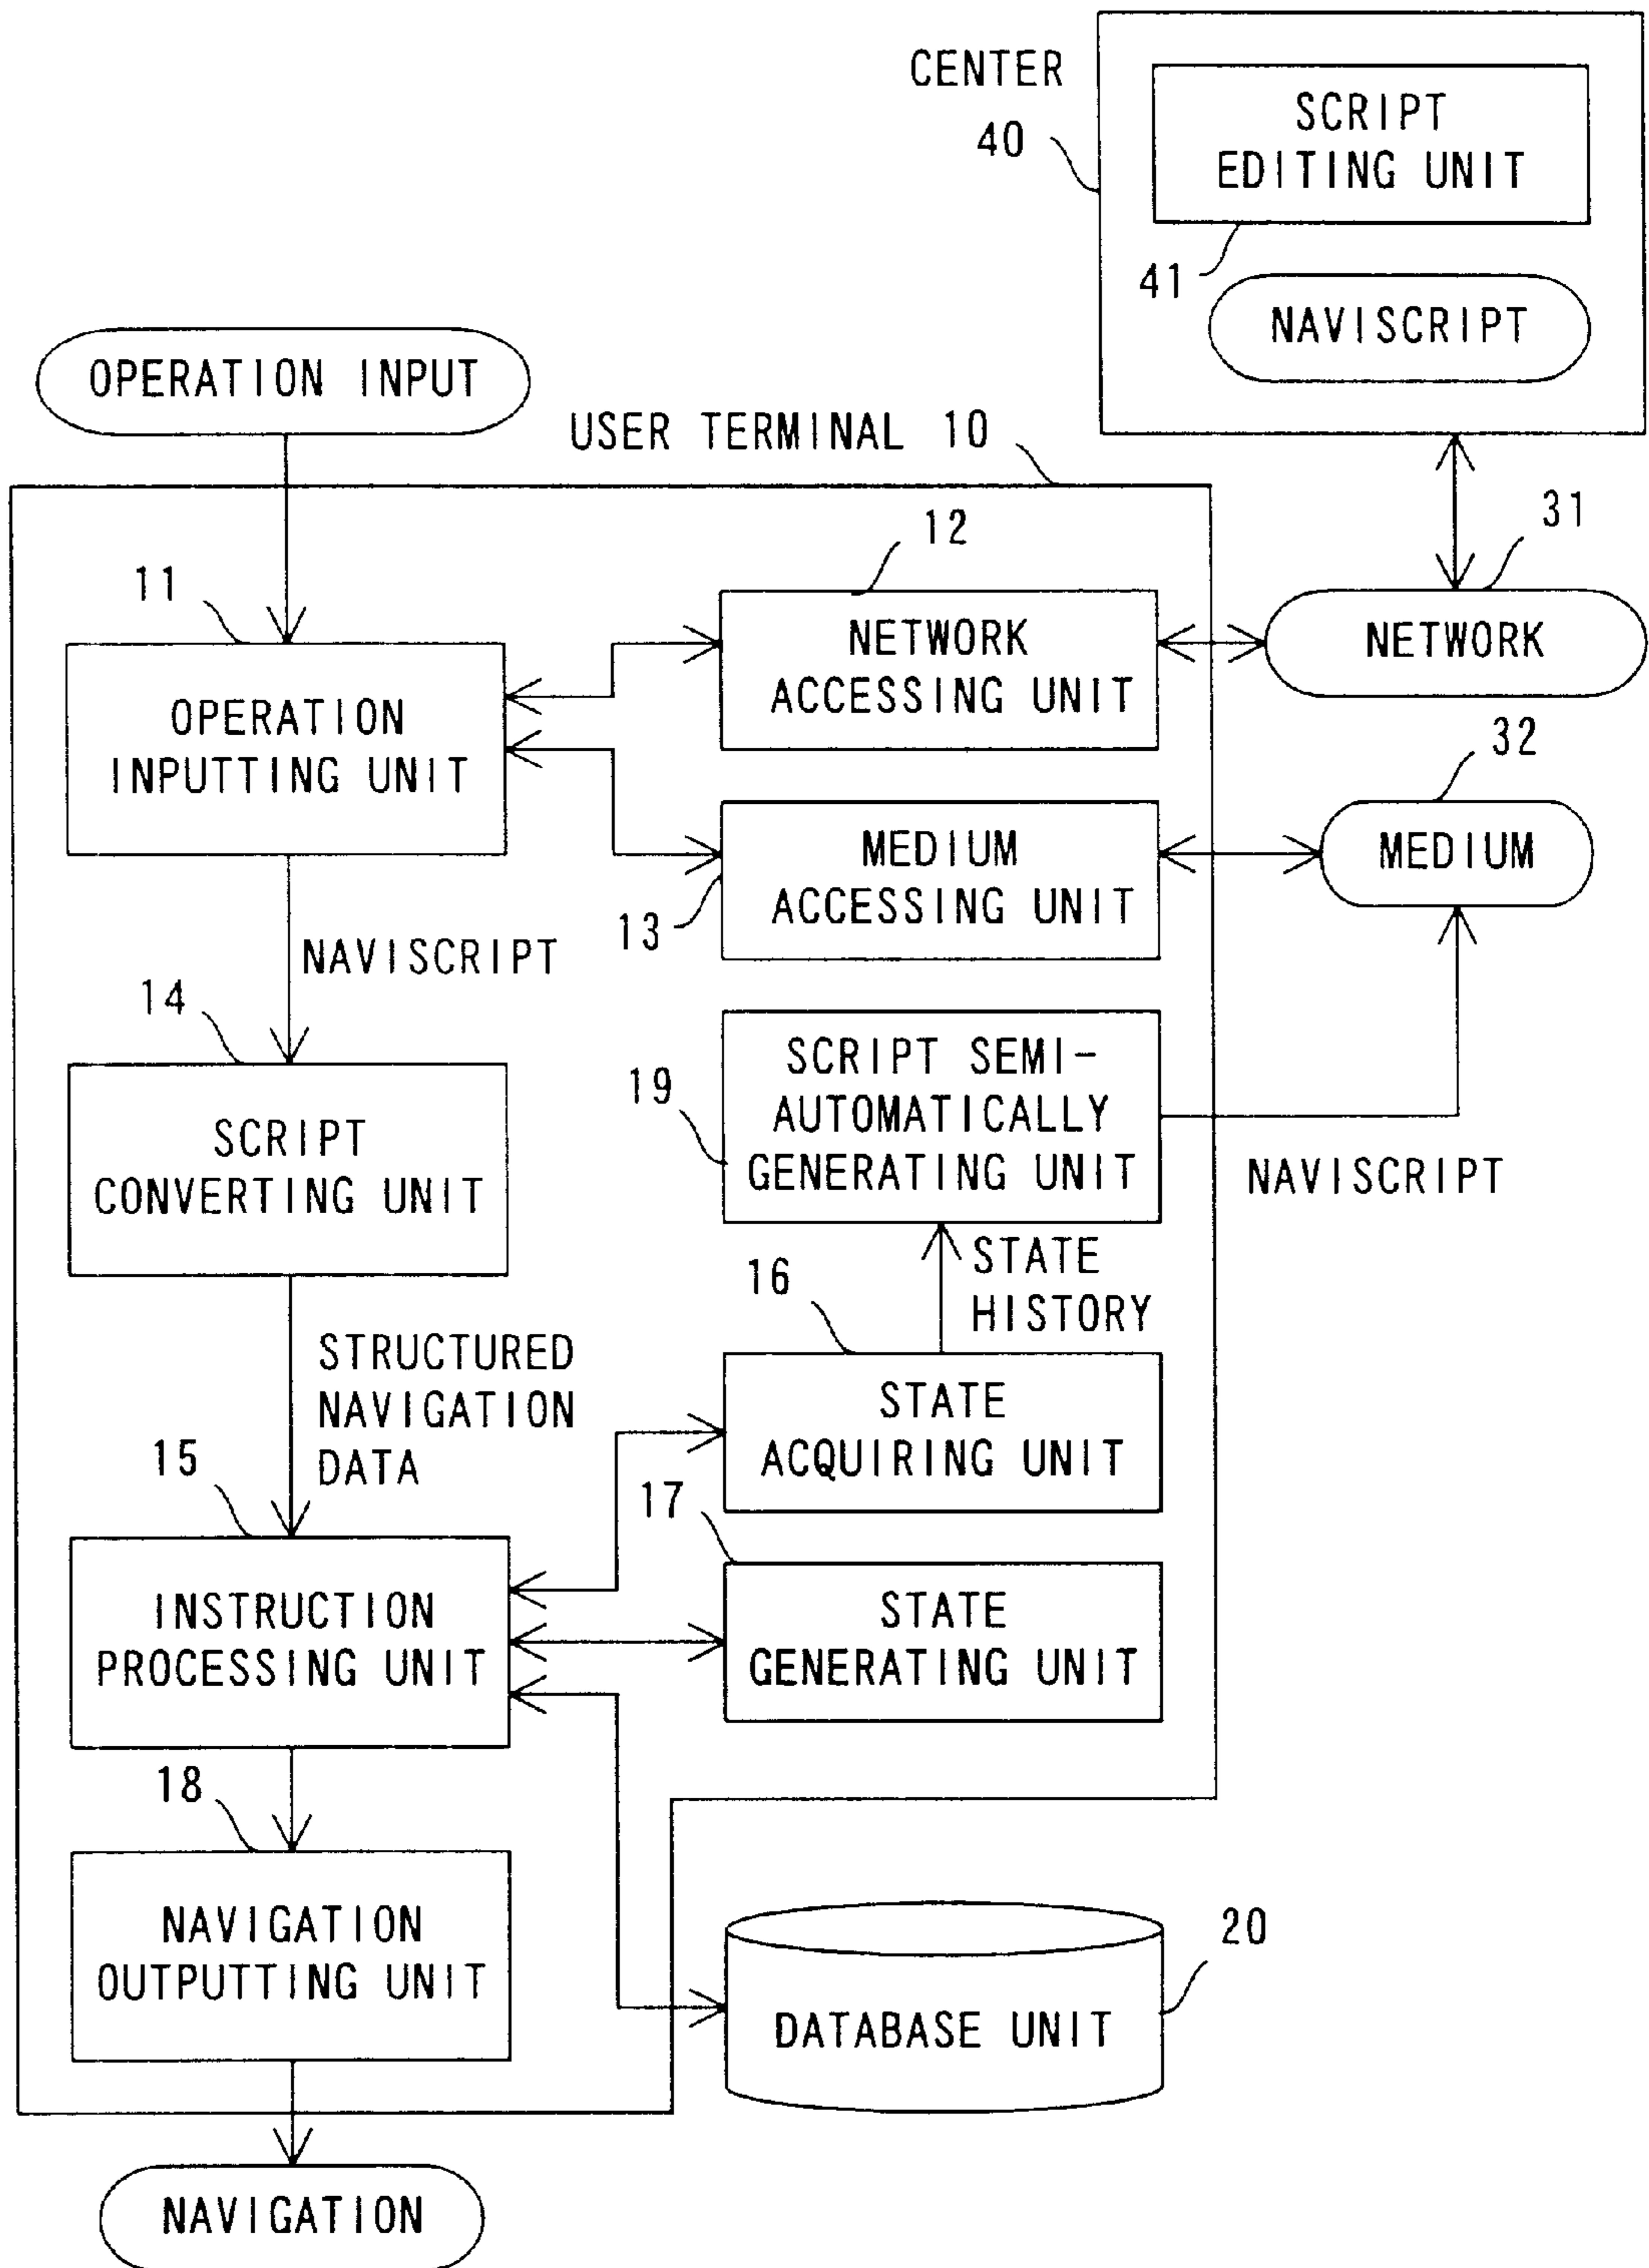 CENTER
40
SCRIPT
EDITING UNIT
41
NAVISCRIPT
OPERATION INPUT
USER TERMINAL 10
31
12
11
NETWORK
ACCESSING UNIT
NETWORK
OPERATION
INPUTTING UNIT
32
MEDIUM
ACCESSING UNIT
MEDIUM
13
NAVISCRIPT
14
SCRIPT SEMI-
AUTOMATICALLY
GENERATING UNIT
19
SCRIPT
CONVERTING UNIT
NAVISCRIPT
STATE
HISTORY
16
STRUCTURED
NAVIGATION
DATA
STATE
ACQUIRING UNIT
15
17
INSTRUCTION
PROCESSING UNIT
STATE
GENERATING UNIT
18
NAVIGATION
OUTPUTTING UNIT
20
DATABASE UNIT
NAVIGATION